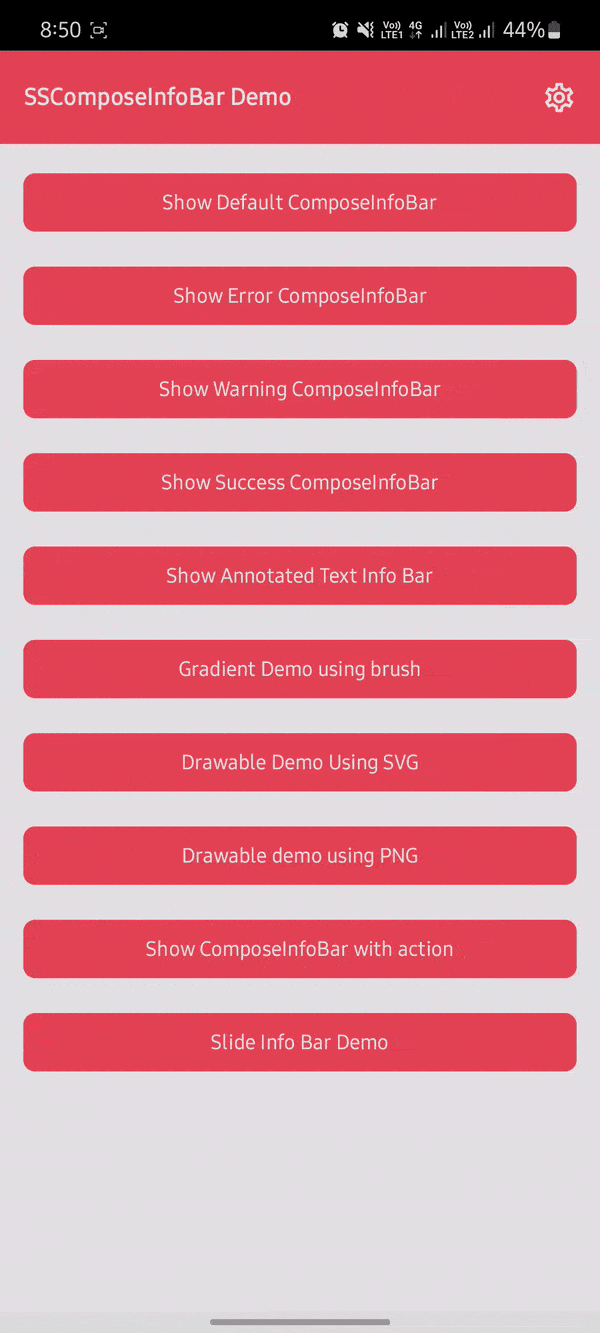 8:50 Vo)) LTE1 4G Vo)) LTE2 44%
SSComposeInfoBar Demo
Show Default ComposeInfoBar
Show Error ComposeInfoBar
Show Warning ComposeInfoBar
Show Success ComposeInfoBar
Show Annotated Text Info Bar
Gradient Demo using brush
Drawable Demo Using SVG
Drawable demo using PNG
Show ComposeInfoBar with action
Slide Info Bar Demo